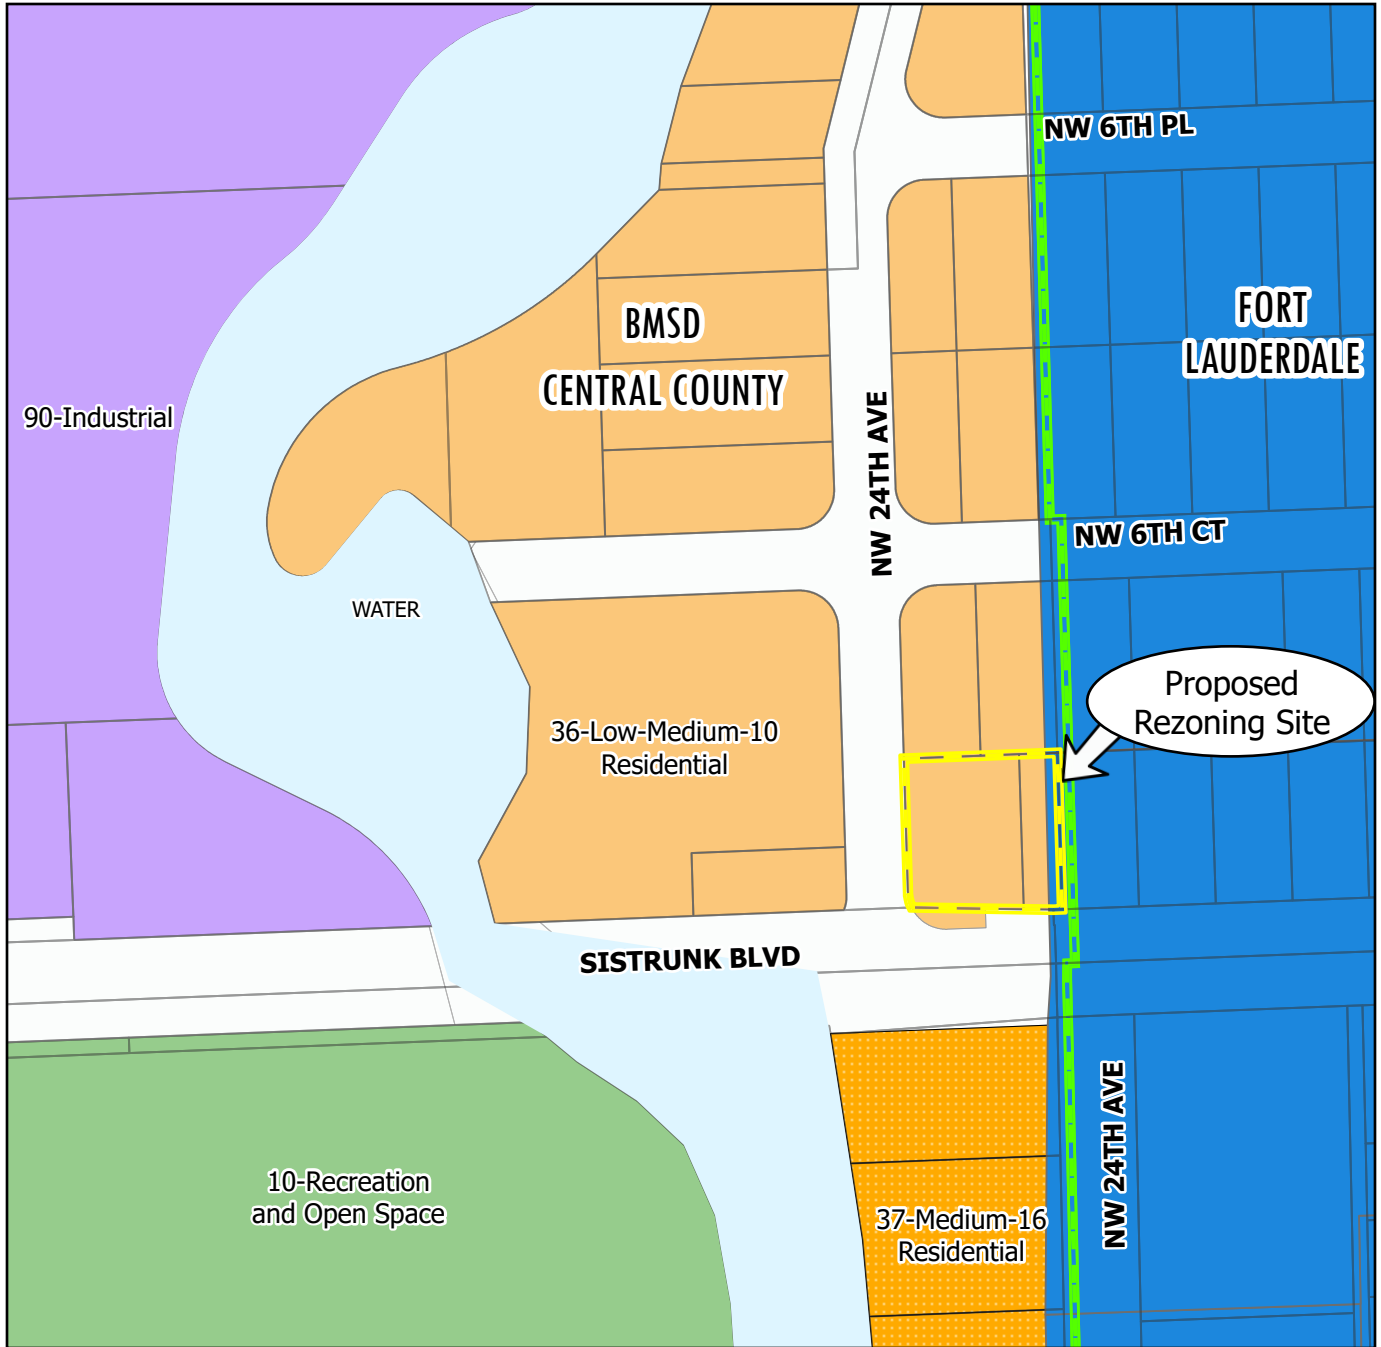 NW 6TH PL
BMSD
CENTRAL COUNTY
FORT
LAUDERDALE
90-Industrial
NW 24TH AVE
NW 6TH CT
WATER
Proposed
Rezoning Site
36-Low-Medium-10
Residential
SISTRUNK BLVD
NW 24TH AVE
10-Recreation
and Open Space
37-Medium-16
Residential